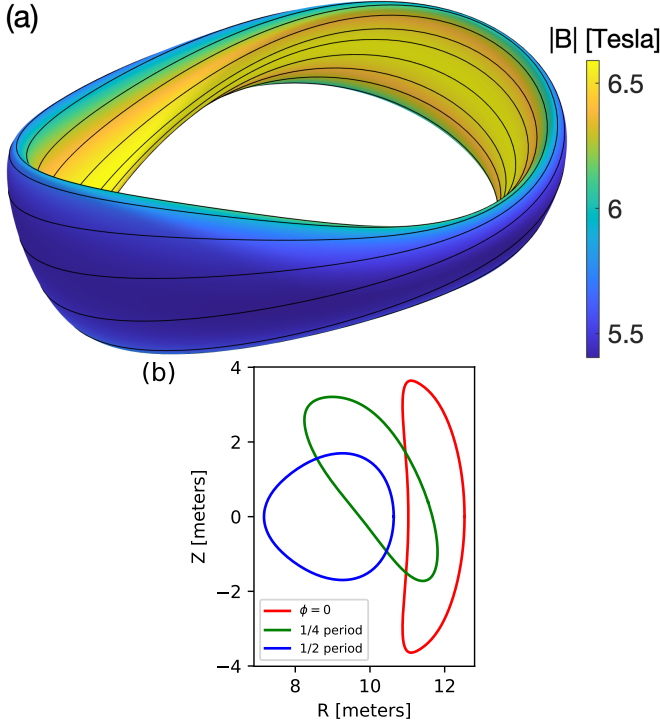 (a)
|B| [Tesla]
6.5
6
5.5
(b)
4
2
0
−2
−4
Z [meters]
ϕ = 0
1/4 period
1/2 period
8 10 12
R [meters]